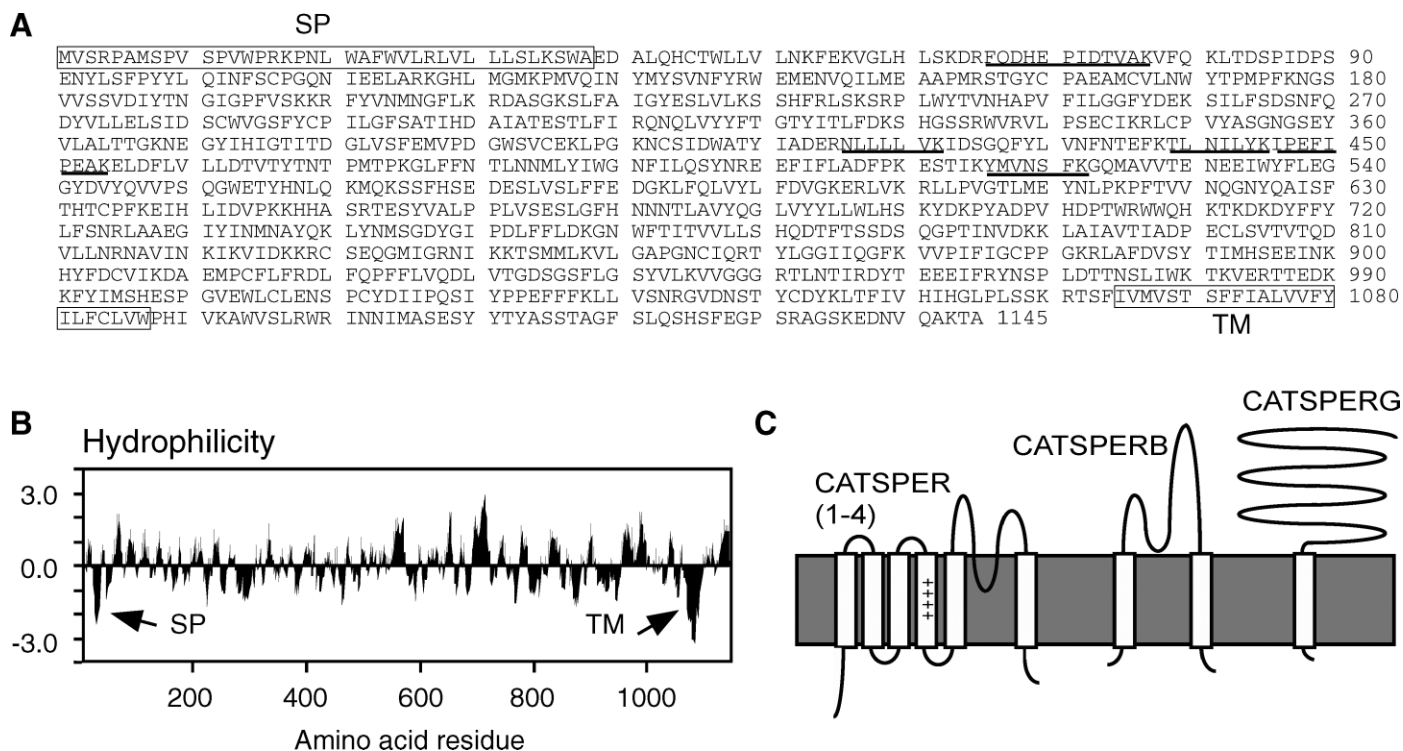 A
SP
MVSRPAMSPV SPVWPRKPNL WAFWVLRLVL LLSLKSWAED ALQHCTWLLV LNKFEKVGLH LSKDRFQDHE PIDTVAKVFQ KLTDSPIDPS 90
ENYLSFPYYL QINFSCPGQN IEELARKGHL MGMKPMVQIN YMYSVNFYRW EMENVQILME AAPMRSTGYC PAEAMCVLNW YTPMPFKNGS 180
VVSSVDIYTN GIGPFVSKKR FYVNMNGFLK RDASGKSLFA IGYESLVLKS SHFRLSKSRP LWYTVNHAPV FILGGFYDEK SILFSDSNFQ 270
DYVLLELSID SCWVGSFYCP ILGFSATIHD AIATESTLFI RQNQLVYYFT GTYITLFDKS HGSSRWVRVL PSECIKRLCP VYASGNGSEY 360
VLALTTGKNE GYIHIGTITD GLVSFEMVPD GWSVCEKLPG KNCSIDWATY IADERNLLLL VKIDSGQFYL VNFNTEFKTL NILYKIPEFI 450
PEAKELDFLV LLDTVTYTNT PMTPKGLFFN TLNNMLYIWG NFILQSYNRE EFIFLADFPK ESTIKYMVNS FKGQMAVVTE NEEIWYFLEG 540
GYDVYQVVPS QGWETYHNLQ KMQKSSFHSE DESLVSLFFE DGKLFQLVYL FDVGKERLVK RLLPVGTLME YNLPKPFTVV NQGNYQAISF 630
THTCPFKEIH LIDVPKKHHA SRTESYVALP PLVSESLGFH NNNTLAVYQG LVYYLLWLHS KYDKPYADPV HDPTWRWWQH KTKDKDYFFY 720
LFSNRLAAEG IYINMNAYQK LYNMSGDYGI PDLFFLDKGN WFTITVVLLS HQDTFTSSDS QGPTINVDKK LAIAVTIADP ECLSVTVTQD 810
VLLNRNAVIN KIKVIDKKRC SEQGMIGRNI KKTSMMLKVL GAPGNCIQRT YLGGIIQGFK VVPIFIGCPP GKRLAFDVSY TIMHSEEINK 900
HYFDCVIKDA EMPCFLFRDL FQPFFLVQDL VTGDSGSFLG SYVLKVVGGG RTLNTIRDYT EEEIFRYNSP LDTTNSLIWK TKVERTTEDK 990
KFYIMSHESP GVEWLCLENS PCYDIIPQSI YPPEFFFKLL VSNRGVDNST YCDYKLTFIV HIHGLPLSSK RTSFIVMVST SFFIALVVFY 1080
ILFCLVWPHI VKAWVSLRWR INNIMASESY YTYASSTAGF SLQSHSFEGP SRAGSKEDNV QAKTA 1145
TM
B
Hydrophilicity
3.0
0.0
-3.0
SP
TM
200 400 600 800 1000
Amino acid residue
C
CATSPER
(1-4)
CATSPERB
CATSPERG
++++